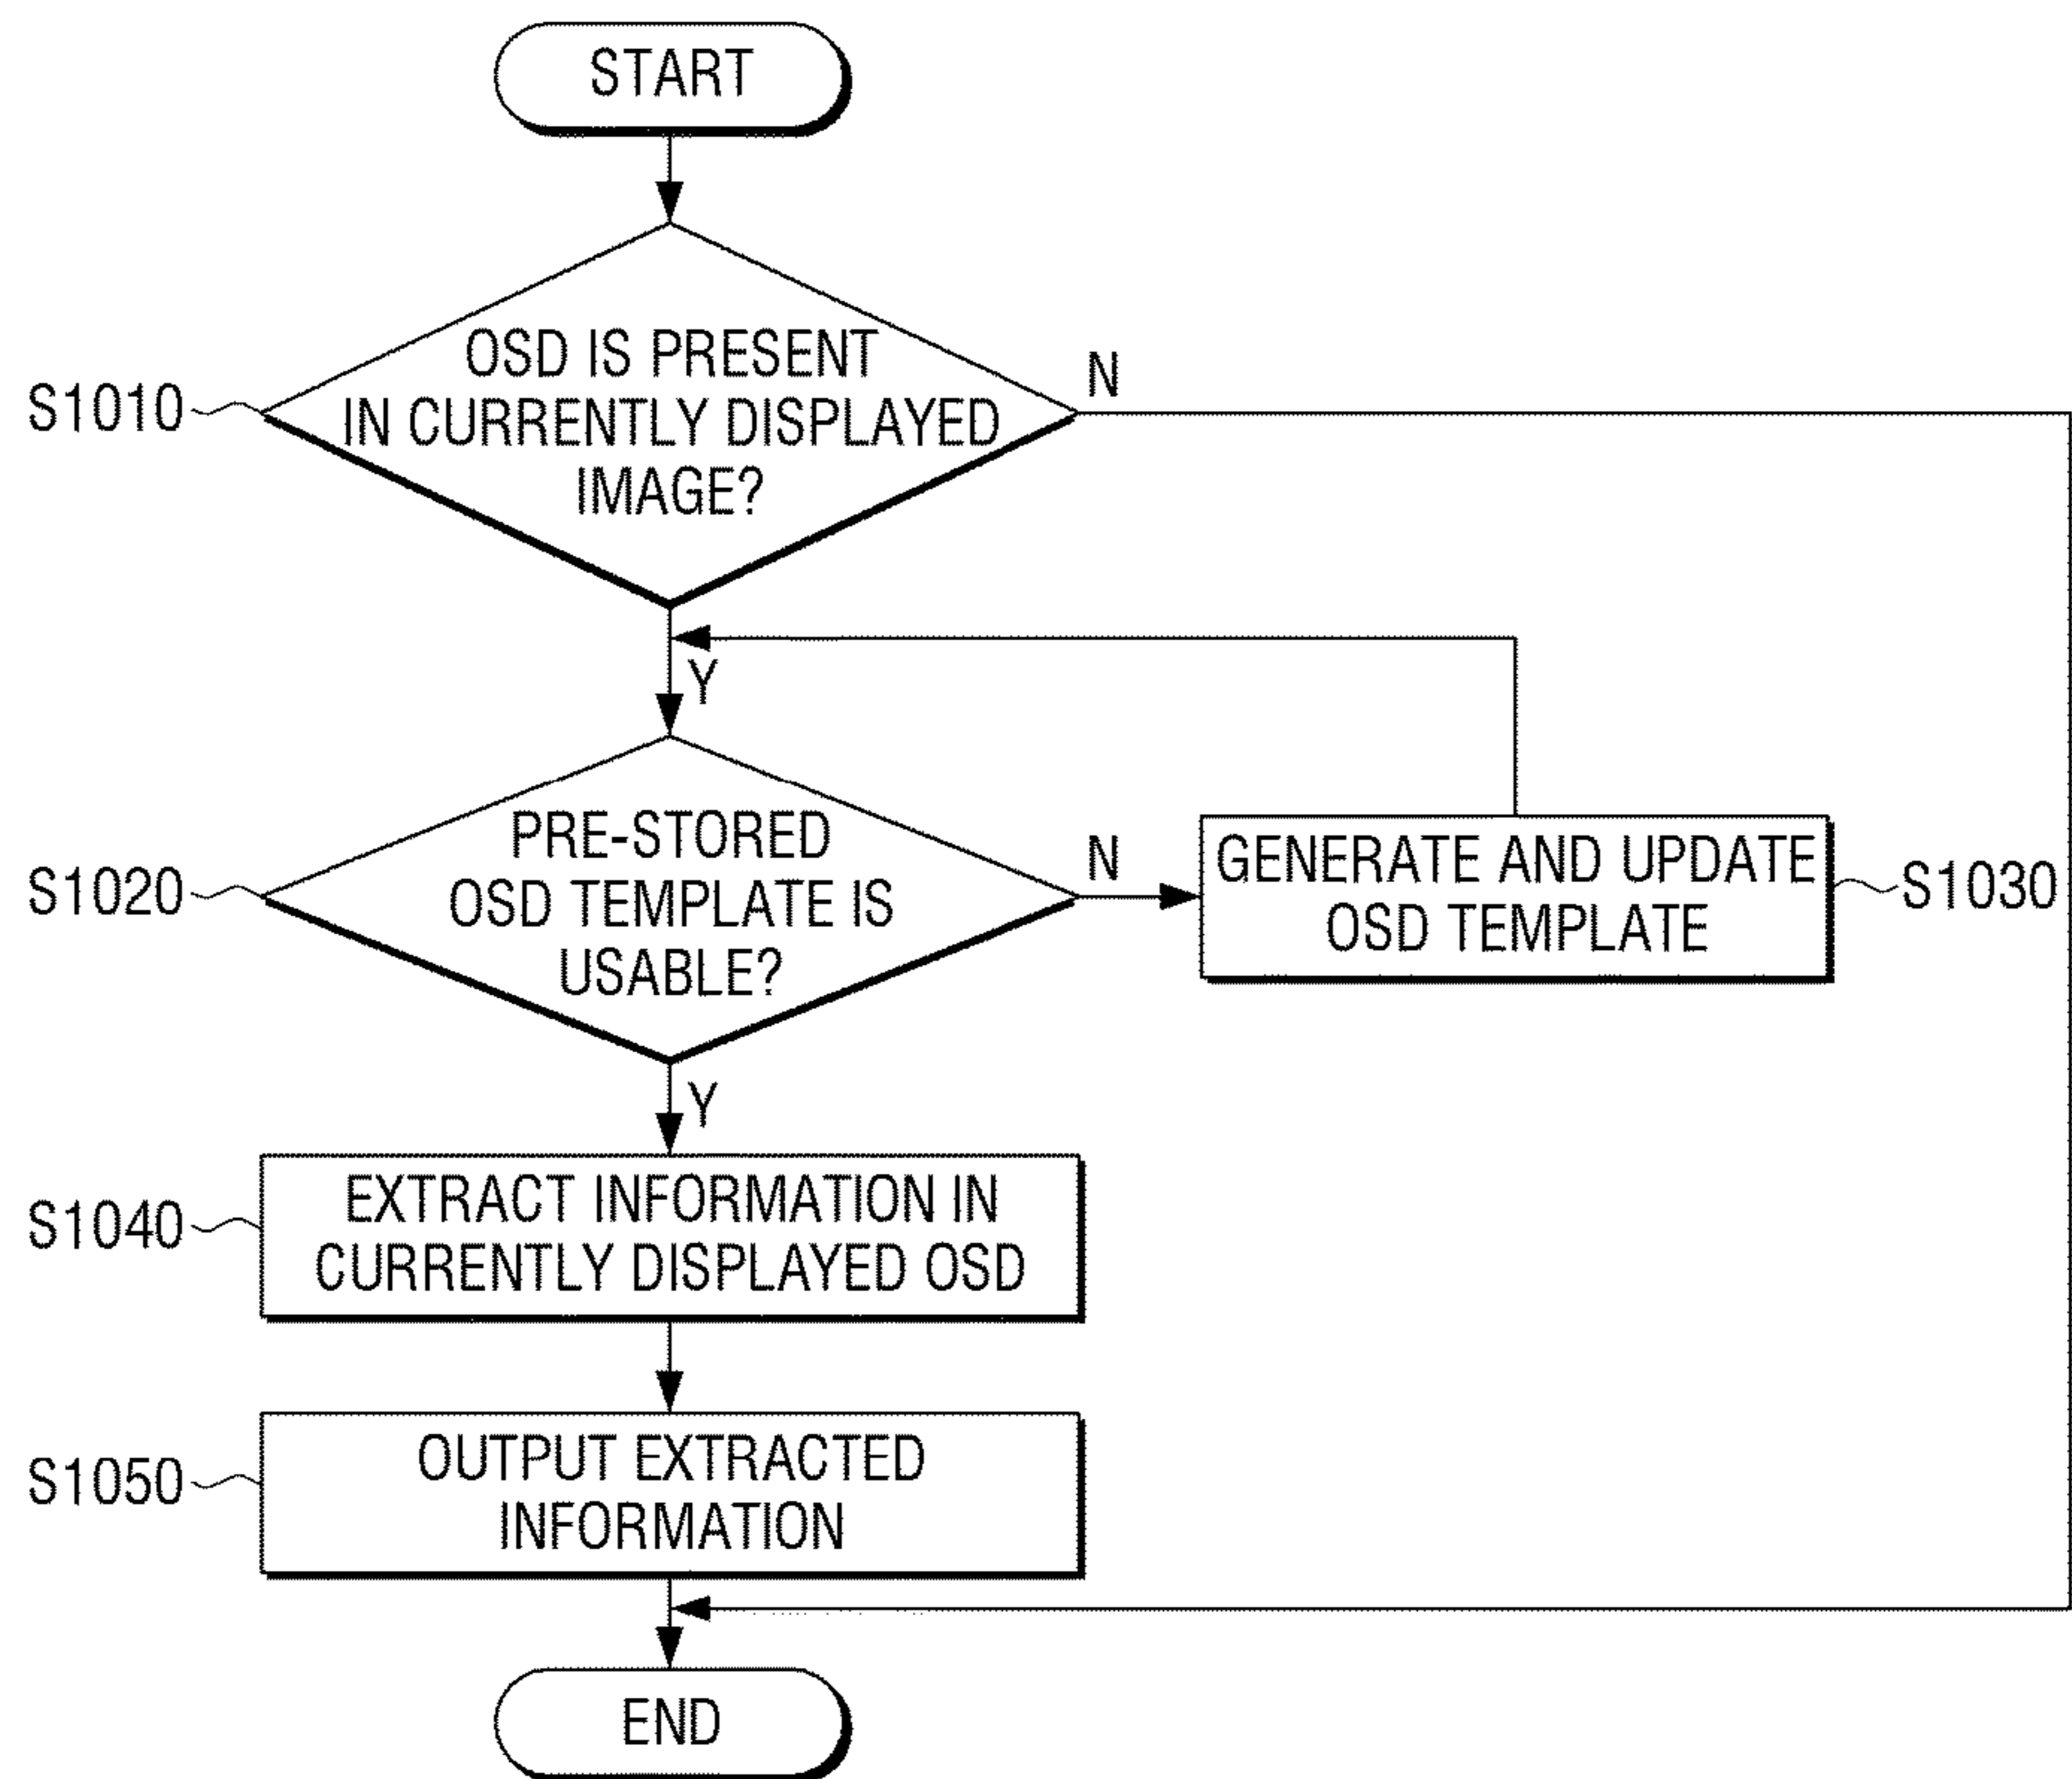 START
OSD IS PRESENT
IN CURRENTLY DISPLAYED
IMAGE?
S1010
N
Y
PRE-STORED
OSD TEMPLATE IS
USABLE?
S1020
N
GENERATE AND UPDATE
OSD TEMPLATE
S1030
Y
EXTRACT INFORMATION IN
CURRENTLY DISPLAYED OSD
S1040
OUTPUT EXTRACTED
INFORMATION
S1050
END